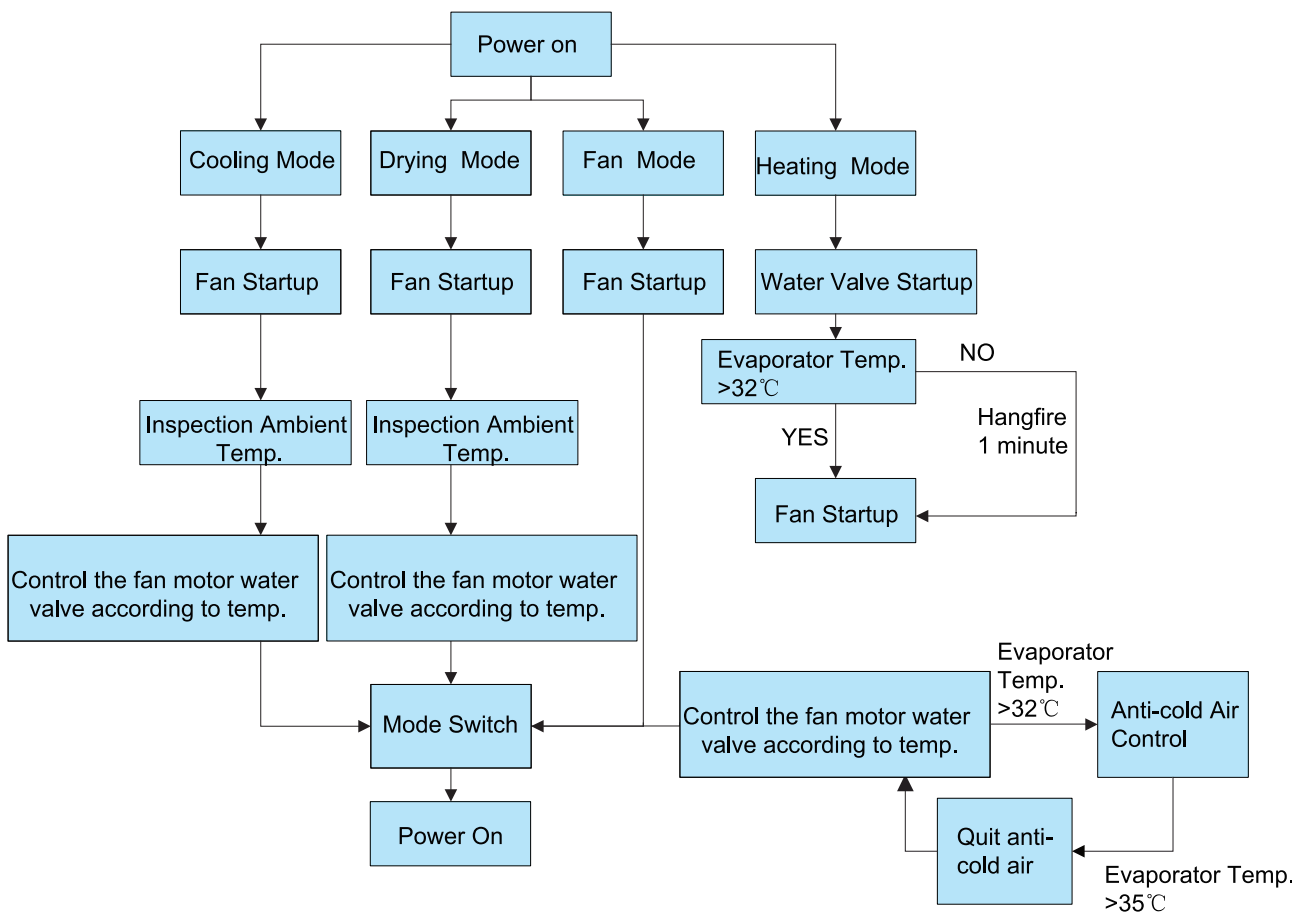 Power on
Cooling Mode
Drying  Mode
Fan  Mode
Heating  Mode
Fan Startup
Fan Startup
Fan Startup
Water Valve Startup
Evaporator Temp.
>32℃
NO
YES
Hangfire
1 minute
Inspection Ambient
Temp.
Inspection Ambient
Temp.
Fan Startup
Control the fan motor water
valve according to temp.
Control the fan motor water
valve according to temp.
Mode Switch
Control the fan motor water
valve according to temp.
Evaporator
Temp.
>32℃
Anti-cold Air
Control
Power On
Quit anti-
cold air
Evaporator Temp.
>35℃